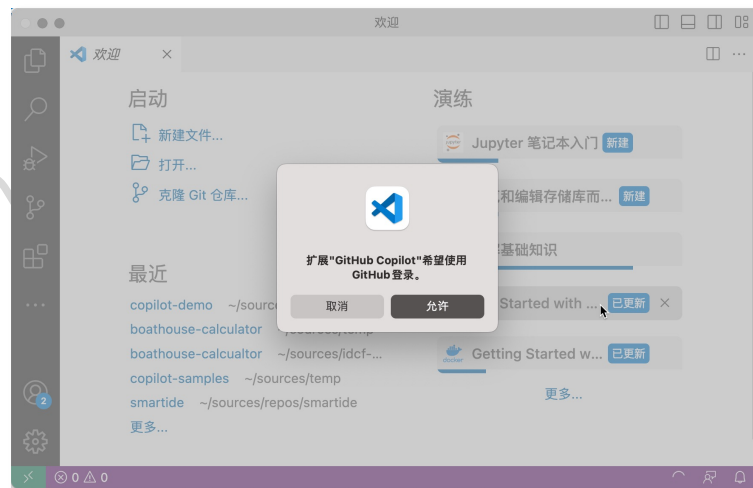 欢迎
欢迎
启动
新建文件...
打开...
克隆 Git 仓库...
最近
copilot-demo ~/source
boathouse-calculator ~/sources/temp
boathouse-calcualtor ~/sources/idcf-...
copilot-samples ~/sources/temp
smartide ~/sources/repos/smartide
更多...
演练
Jupyter 笔记本入门 新建
和编辑存储库而... 新建
基础知识
Started with ... 已更新
Getting Started w... 已更新
更多...
扩展"GitHub Copilot"希望使用
GitHub登录。
取消 允许
2
0 0